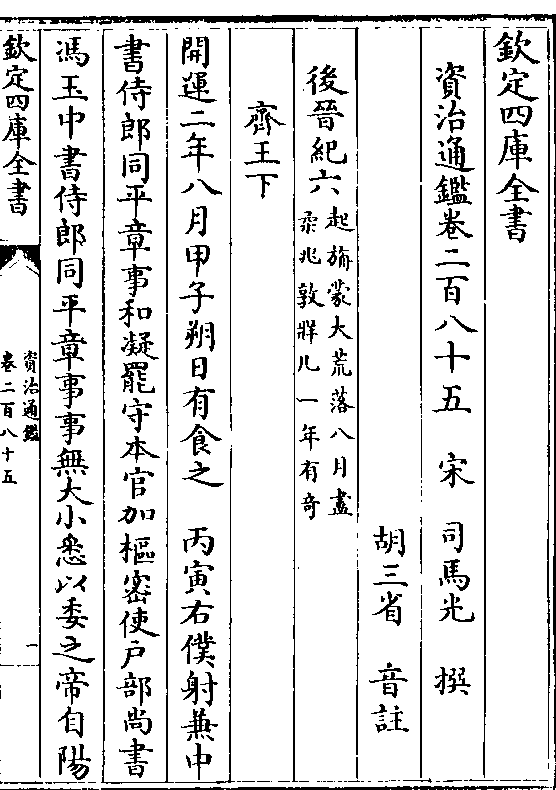 欽定四庫全書
資治通鑑卷二百八十五　宋　司馬光　撰
胡三省　音註
後晉紀六起旃蒙大荒落八月盡
柔兆敦牂凡一年有奇
齊王下
開運二年八月甲子朔日有食之　丙寅右僕射兼中
書侍郎同平章事和凝罷守本官加樞密使戶部尚書
馮玉中書侍郎同平章事事無大小悉以委之帝自陽
欽定四庫全書
資治通鑑
卷二百八十五
一